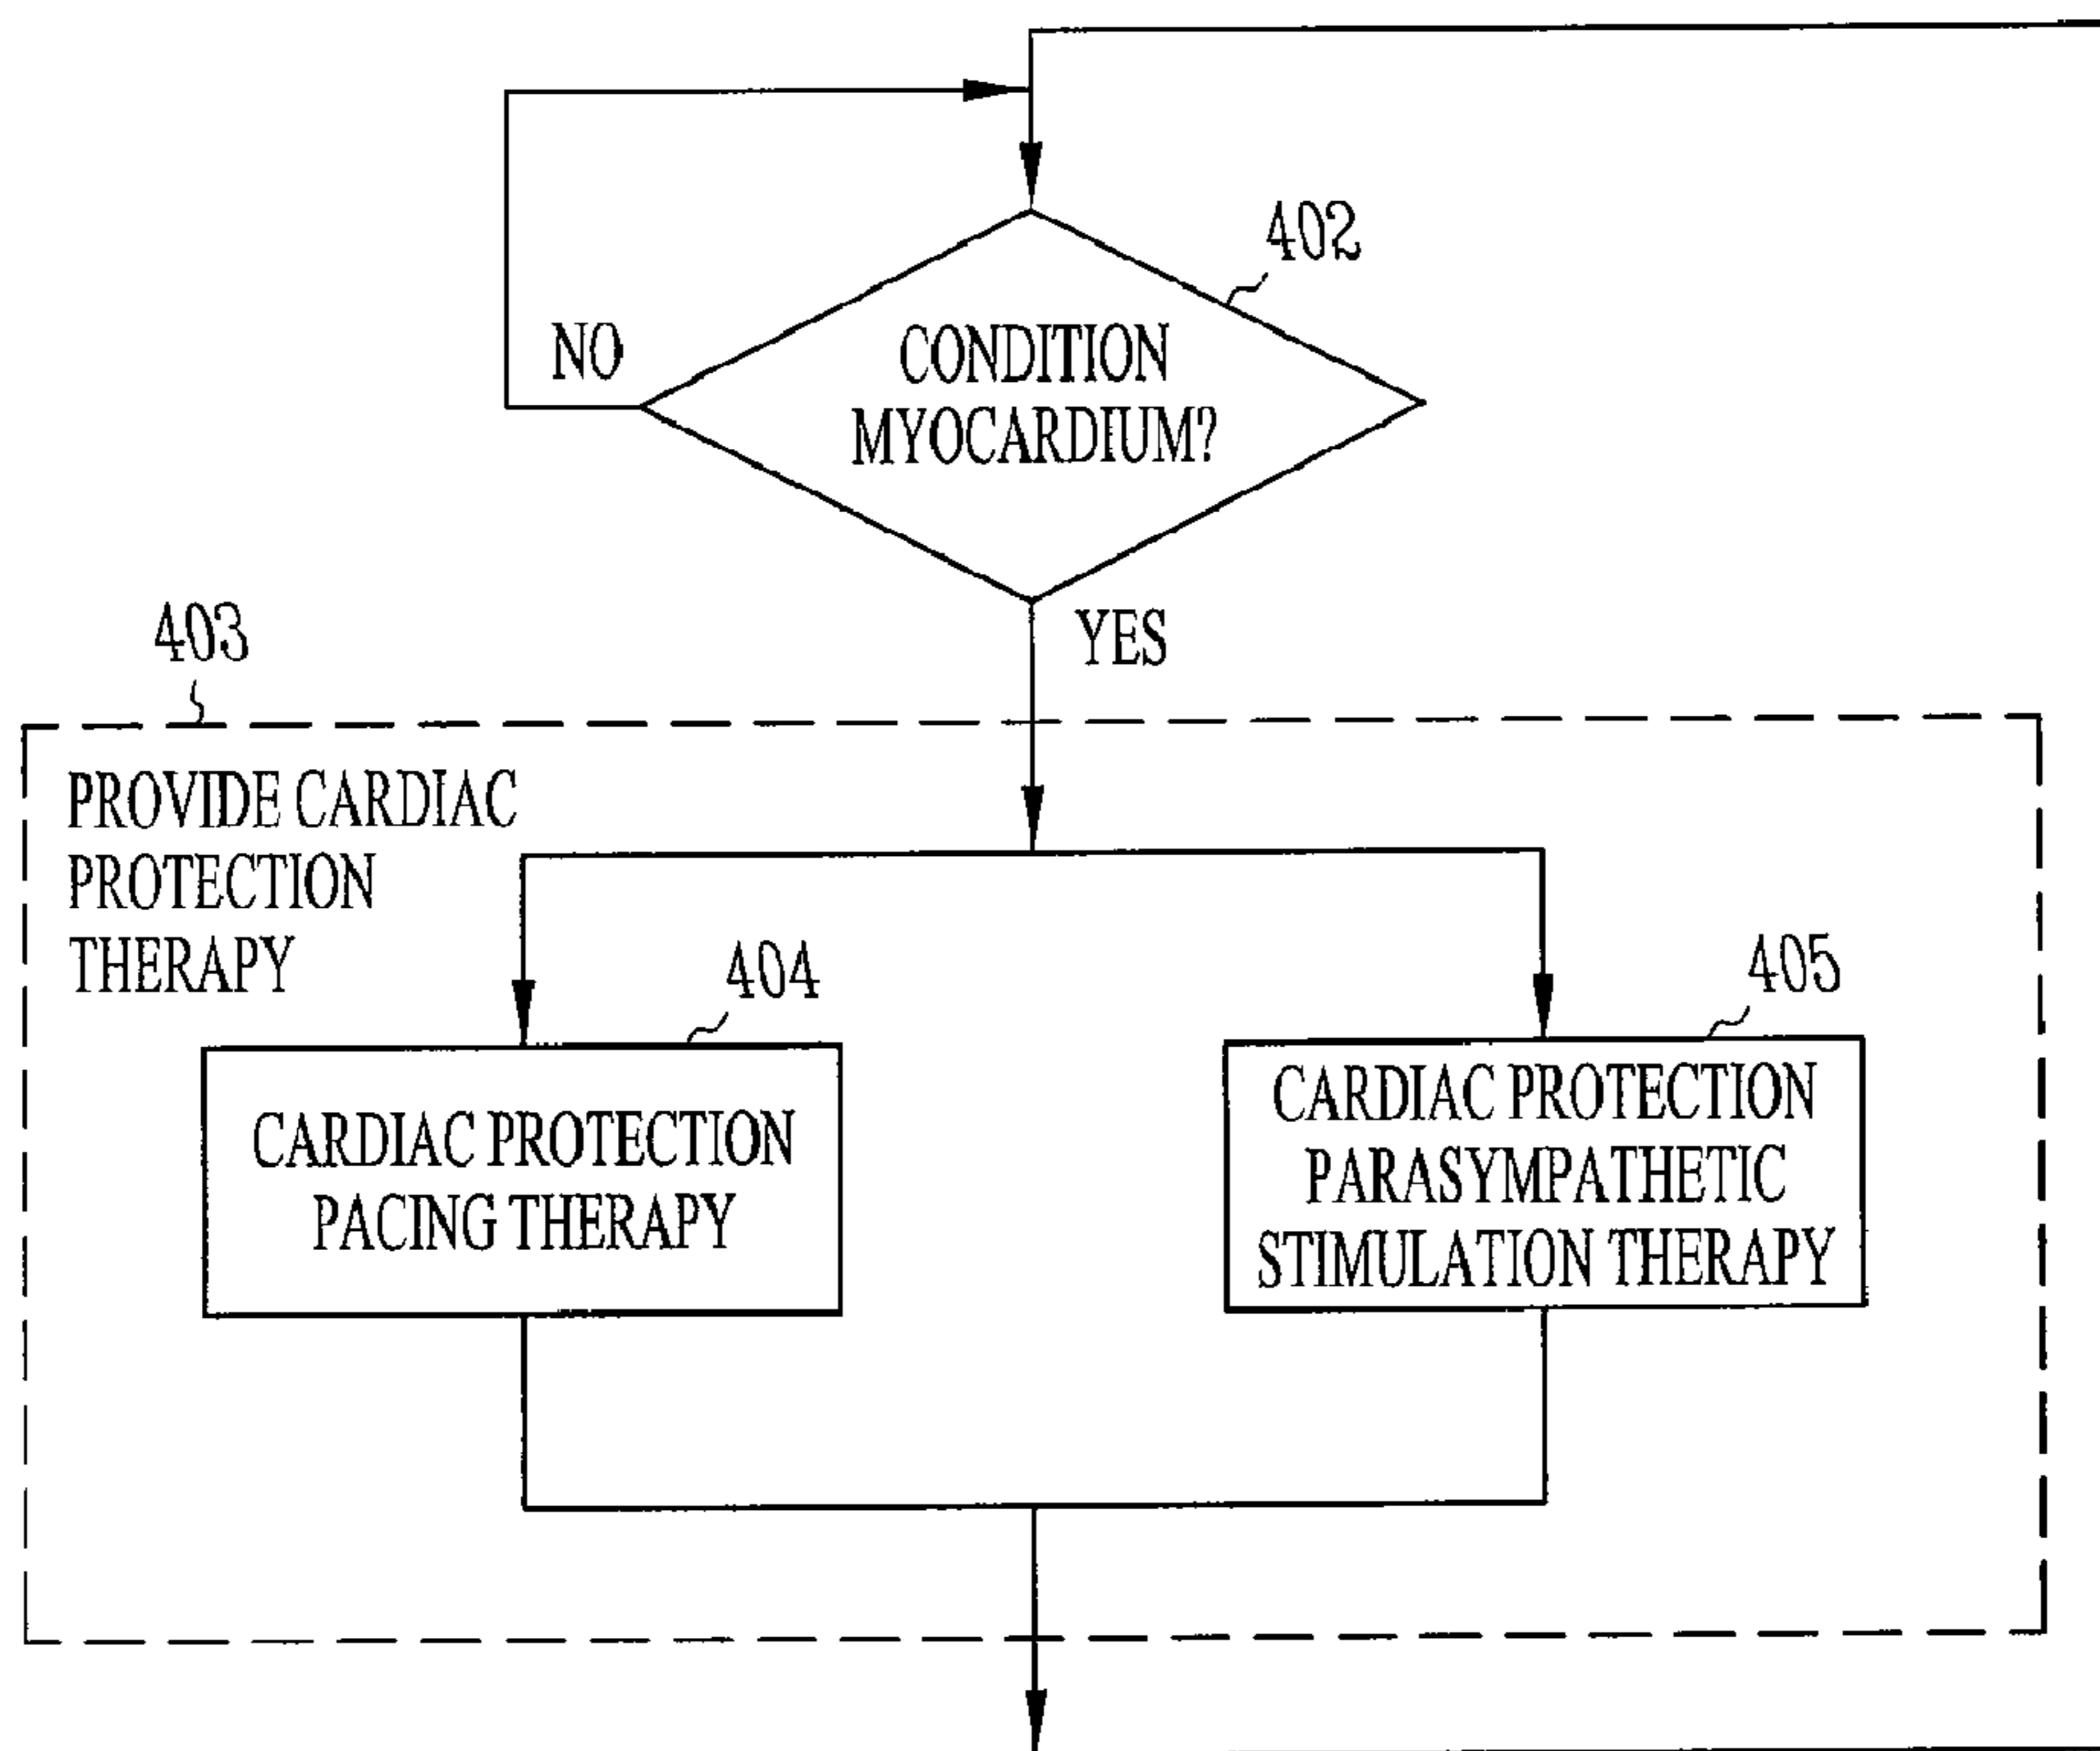 402
NO
CONDITION
MYOCARDIUM?
YES
403
PROVIDE CARDIAC
PROTECTION
THERAPY
404
CARDIAC PROTECTION
PACING THERAPY
405
CARDIAC PROTECTION
PARASYMPATHETIC
STIMULATION THERAPY